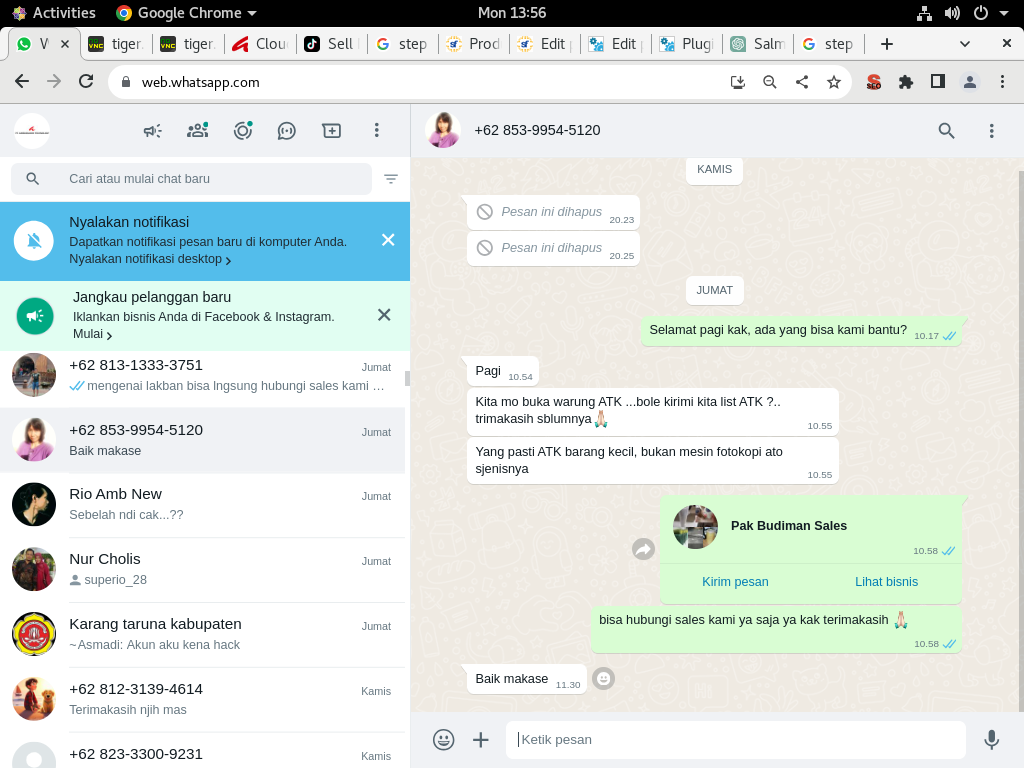 Activities
Google Chrome
Mon 13:56
W
tiger
tiger
Clou
Sell
step
Prod
Edit
Edit
Plugi
Salm
step
web.whatsapp.com
SEO
Cari atau mulai chat baru
Nyalakan notifikasi
Dapatkan notifikasi pesan baru di komputer Anda.
Nyalakan notifikasi desktop
Jangkau pelanggan baru
Iklankan bisnis Anda di Facebook & Instagram.
Mulai
+62 813-1333-3751
Jumat
mengenai lakban bisa lngsung hubungi sales kami …
+62 853-9954-5120
Jumat
Baik makase
Rio Amb New
Jumat
Sebelah ndi cak...??
Nur Cholis
Jumat
superio_28
Karang taruna kabupaten
Jumat
~Asmadi: Akun aku kena hack
+62 812-3139-4614
Kamis
Terimakasih njih mas
+62 823-3300-9231
Kamis
+62 853-9954-5120
KAMIS
Pesan ini dihapus
20.23
Pesan ini dihapus
20.25
JUMAT
Selamat pagi kak, ada yang bisa kami bantu?
10.17
Pagi
10.54
Kita mo buka warung ATK ...bole kirimi kita list ATK ?..
trimakasih sblumnya🙏🏻
10.55
Yang pasti ATK barang kecil, bukan mesin fotokopi ato
sjenisnya
10.55
Pak Budiman Sales
10.58
Kirim pesan
Lihat bisnis
bisa hubungi sales kami ya saja ya kak terimakasih 🙏🏻
10.58
Baik makase
11.30
Ketik pesan